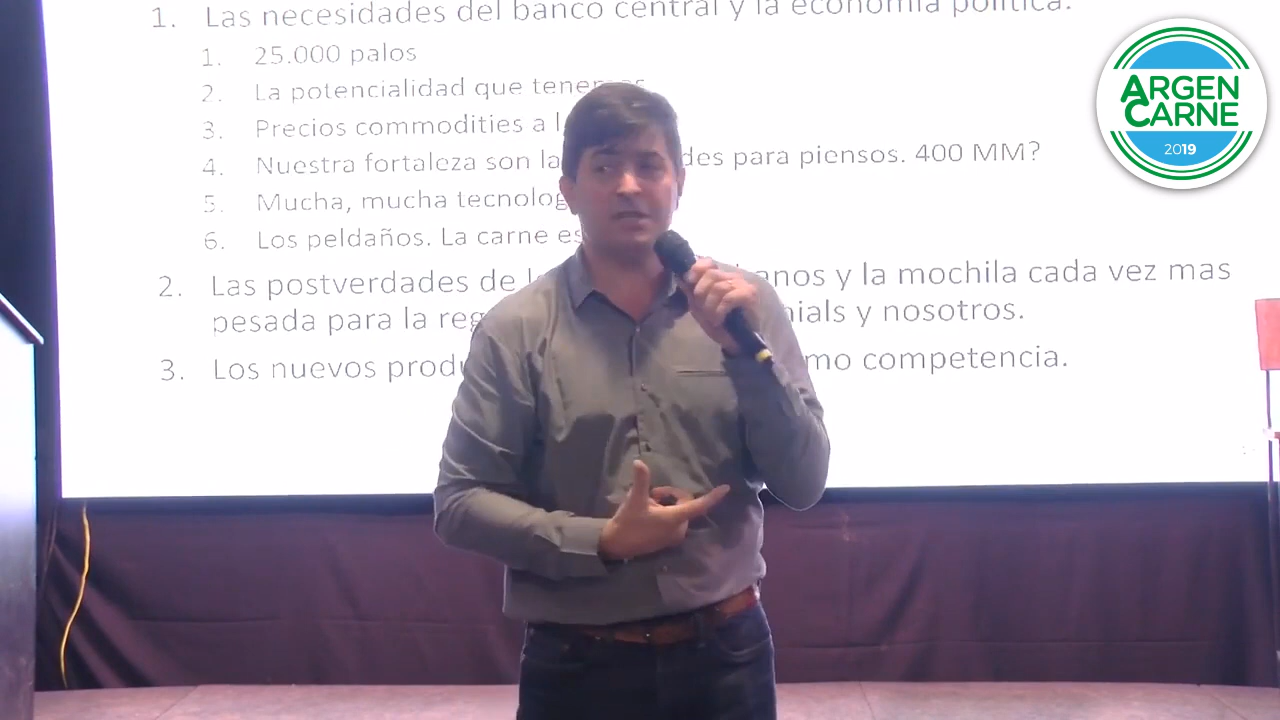 1. Las necesidades del banco central y la economía política.
1. 25.000 palos
2. La potencialidad que tenemos
3. Precios commodities a l
4. Nuestra fortaleza son la des para piensos. 400 MM?
5. Mucha, mucha tecnolog
6. Los peldaños. La carne es
2. Las postverdades de l anos y la mochila cada vez mas
pesada para la reg nials y nosotros.
3. Los nuevos produ mo competencia.
ARGEN
CARNE
2019